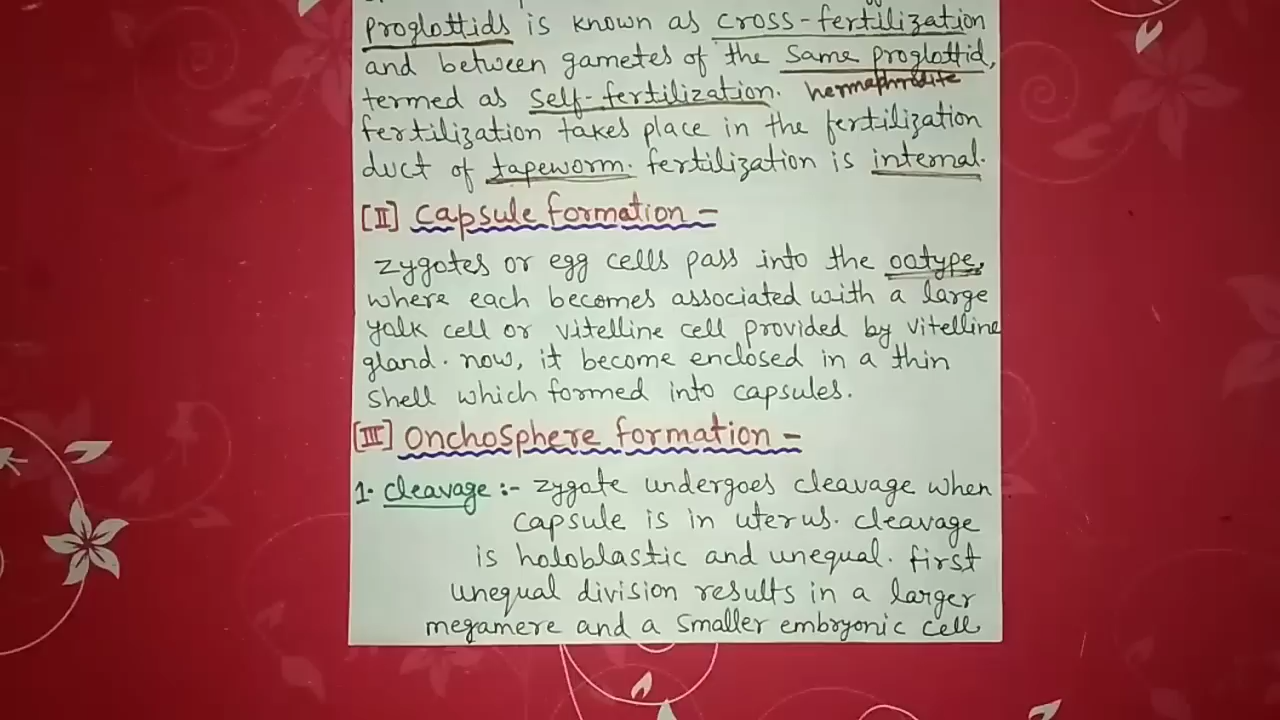 proglottids is known as cross-fertilization
and between gametes of the same proglottid,
termed as self-fertilization. hermaphrodite
fertilization takes place in the fertilization
duct of tapeworm. fertilization is internal.
[II] Capsule formation -
zygotes or egg cells pass into the ootype,
where each becomes associated with a large
yolk cell or vitelline cell provided by vitelline
gland. now, it become enclosed in a thin
shell which formed into capsules.
[III] Onchosphere formation -
1. cleavage :- zygate undergoes cleavage when
capsule is in uterus. cleavage
is holoblastic and unequal. first
unequal division results in a larger
megamere and a smaller embryonic cell